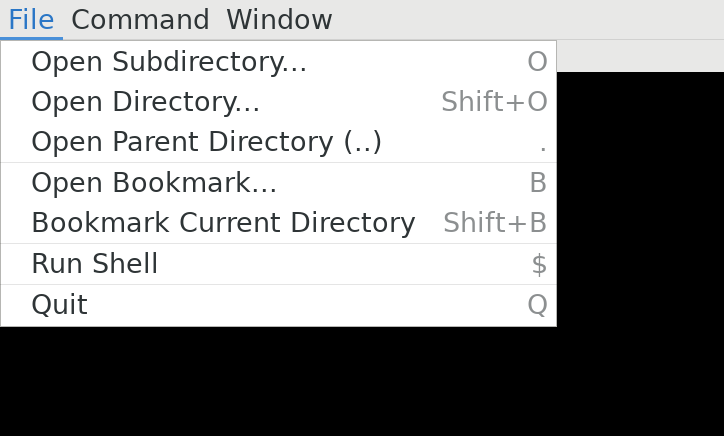 File Command Window
Open Subdirectory... O
Open Directory... Shift+O
Open Parent Directory (..) .
Open Bookmark... B
Bookmark Current Directory Shift+B
Run Shell $
Quit Q